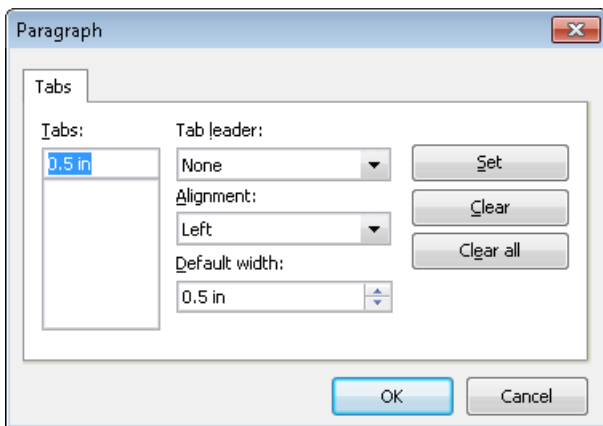 Paragraph
Tabs
Tabs:
0.5 in
Tab leader:
None
Alignment:
Left
Default width:
0.5 in
Set
Clear
Clear all
OK
Cancel